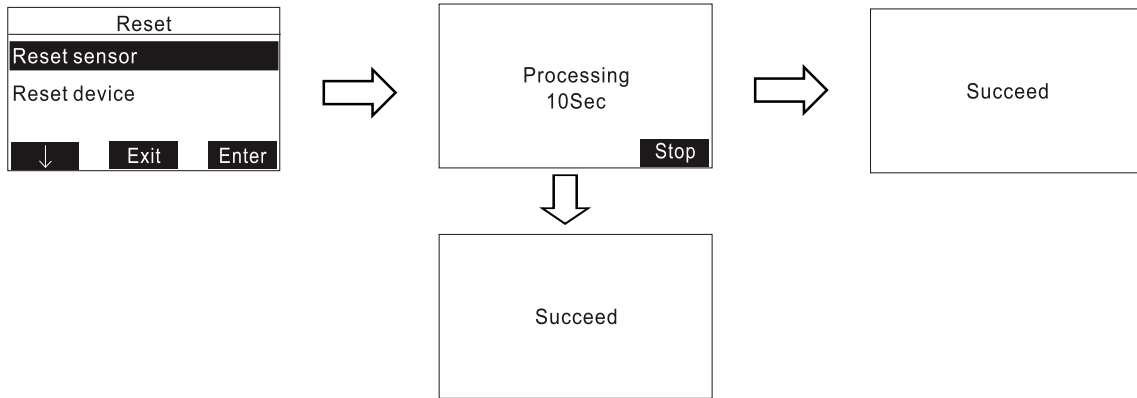 Reset
Reset sensor
Reset device
↓ Exit Enter
Processing
10Sec
Stop
Succeed
Succeed